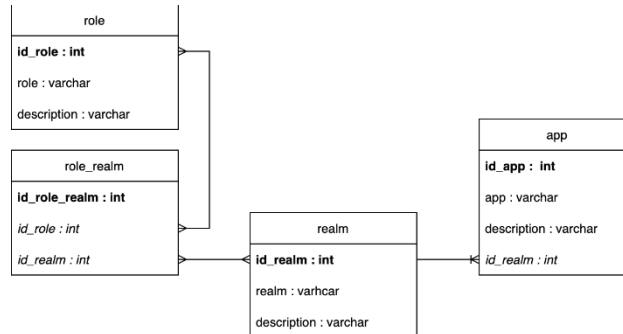 role
id_role : int
role : varchar
description : varchar
role_realm
id_role_realm : int
id_role : int
id_realm : int
realm
id_realm : int
realm : varhcar
description : varchar
app
id_app :  int
app : varchar
description : varchar
id_realm : int